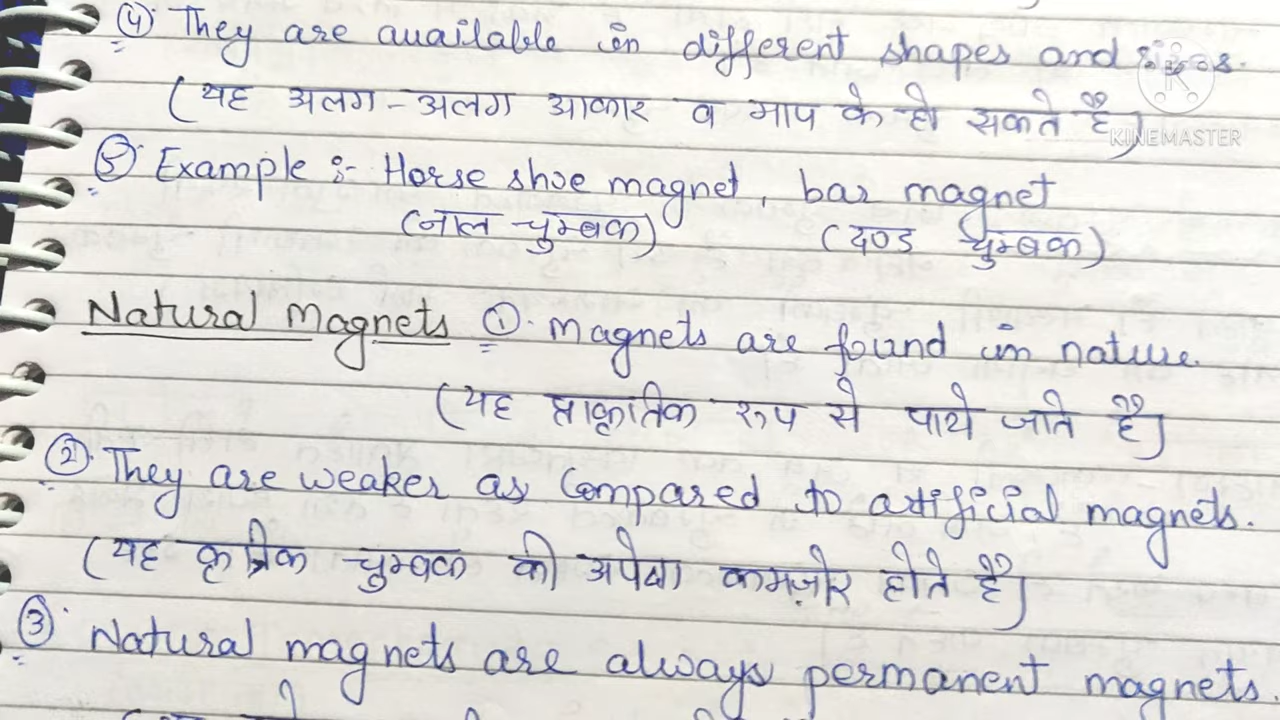 ④ They are available in different shapes and sizes.
(यह अलग-अलग आकार व माप के हो सकते हैं)
KINEMASTER
⑤ Example :- Horse shoe magnet, bar magnet
(नाल चुम्बक) (दण्ड चुम्बक)
Natural Magnets ①. Magnets are found in nature.
(यह प्राकृतिक रूप से पाये जाते हैं)
②. They are weaker as compared to artificial magnets.
(यह कृत्रिक चुम्बक की अपेक्षा कमज़ोर होते हैं)
③ Natural magnets are always permanent magnets.